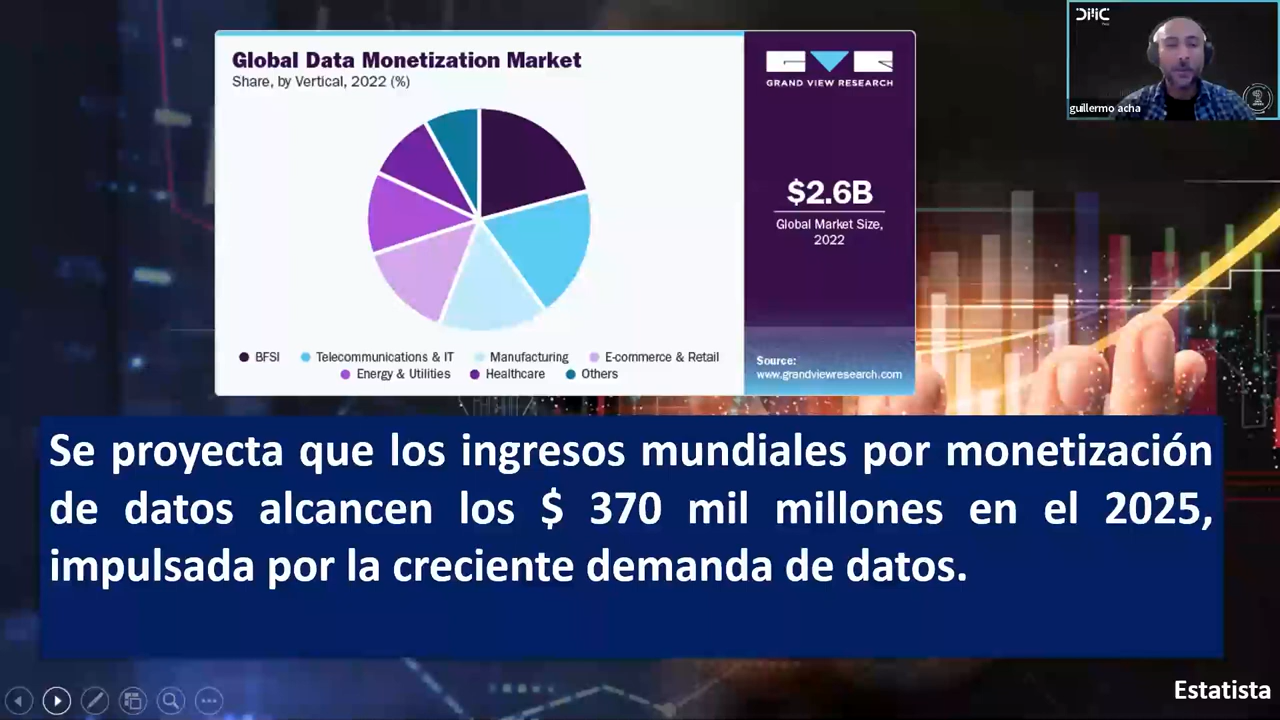 Global Data Monetization Market
Share, by Vertical, 2022 (%)
GRAND VIEW RESEARCH
$2.6B
Global Market Size,
2022
BFSI
Telecommunications & IT
Manufacturing
E-commerce & Retail
Energy & Utilities
Healthcare
Others
Source:
www.grandviewresearch.com
DMC
guillermo acha
Se proyecta que los ingresos mundiales por monetización
de datos alcancen los $ 370 mil millones en el 2025,
impulsada por la creciente demanda de datos.
Estatista